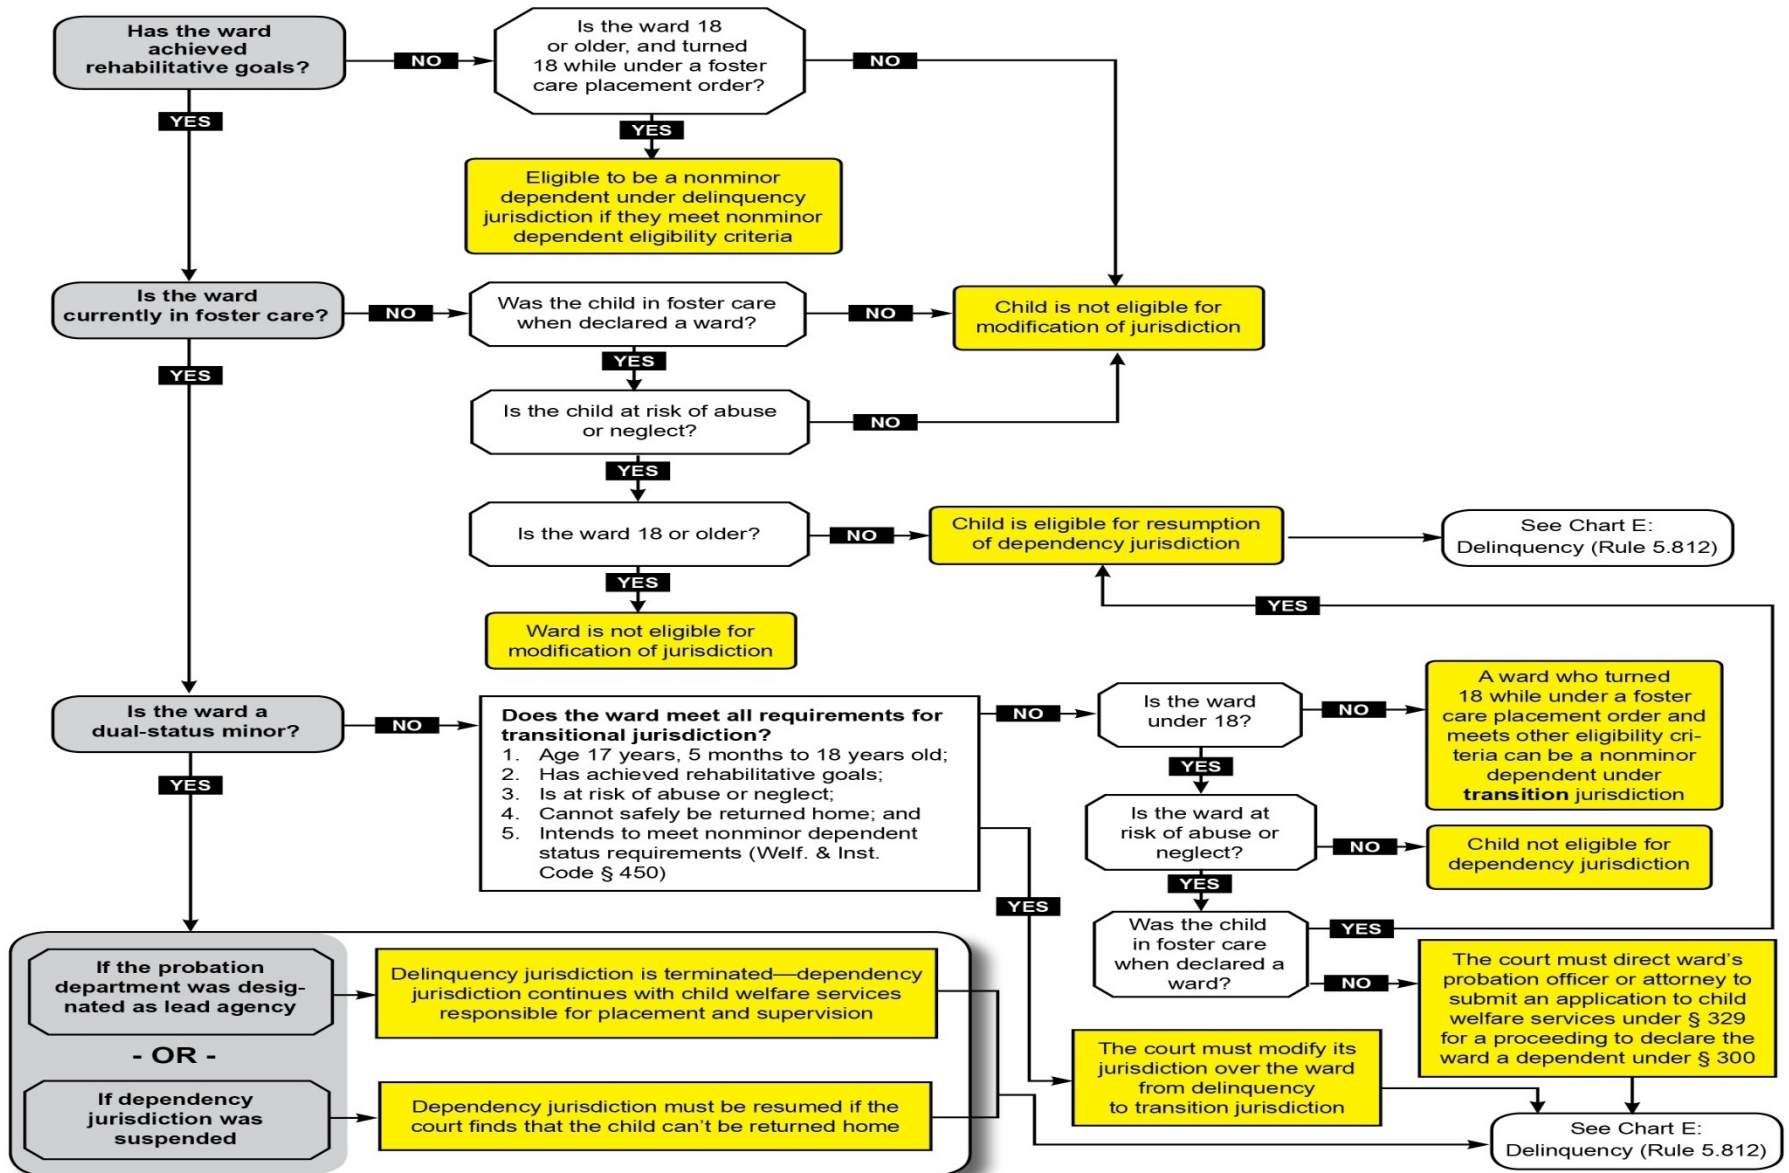 Has the ward
achieved
rehabilitative goals?
NO
Is the ward 18
or older, and turned
18 while under a foster
care placement order?
NO
YES
YES
Eligible to be a nonminor
dependent under delinquency
jurisdiction if they meet nonminor
dependent eligibility criteria
Is the ward
currently in foster care?
NO
Was the child in foster care
when declared a ward?
NO
Child is not eligible for
modification of jurisdiction
YES
YES
Is the child at risk of abuse
or neglect?
NO
YES
Is the ward 18 or older?
NO
Child is eligible for resumption
of dependency jurisdiction
See Chart E:
Delinquency (Rule 5.812)
YES
YES
Ward is not eligible for
modification of jurisdiction
Is the ward a
dual-status minor?
NO
Does the ward meet all requirements for
transitional jurisdiction?
1. Age 17 years, 5 months to 18 years old;
2. Has achieved rehabilitative goals;
3. Is at risk of abuse or neglect;
4. Cannot safely be returned home; and
5. Intends to meet nonminor dependent
status requirements (Welf. & Inst.
Code § 450)
NO
Is the ward
under 18?
NO
A ward who turned
18 while under a foster
care placement order and
meets other eligibility cri-
teria can be a nonminor
dependent under
transition jurisdiction
YES
YES
Is the ward at
risk of abuse or
neglect?
NO
Child not eligible for
dependency jurisdiction
YES
YES
Was the child
in foster care
when declared a
ward?
YES
NO
The court must direct ward's
probation officer or attorney to
submit an application to child
welfare services under § 329
for a proceeding to declare the
ward a dependent under § 300
If the probation
department was desig-
nated as lead agency
Delinquency jurisdiction is terminated—dependency
jurisdiction continues with child welfare services
responsible for placement and supervision
- OR -
If dependency
jurisdiction was
suspended
Dependency jurisdiction must be resumed if the
court finds that the child can't be returned home
The court must modify its
jurisdiction over the ward
from delinquency
to transition jurisdiction
See Chart E:
Delinquency (Rule 5.812)